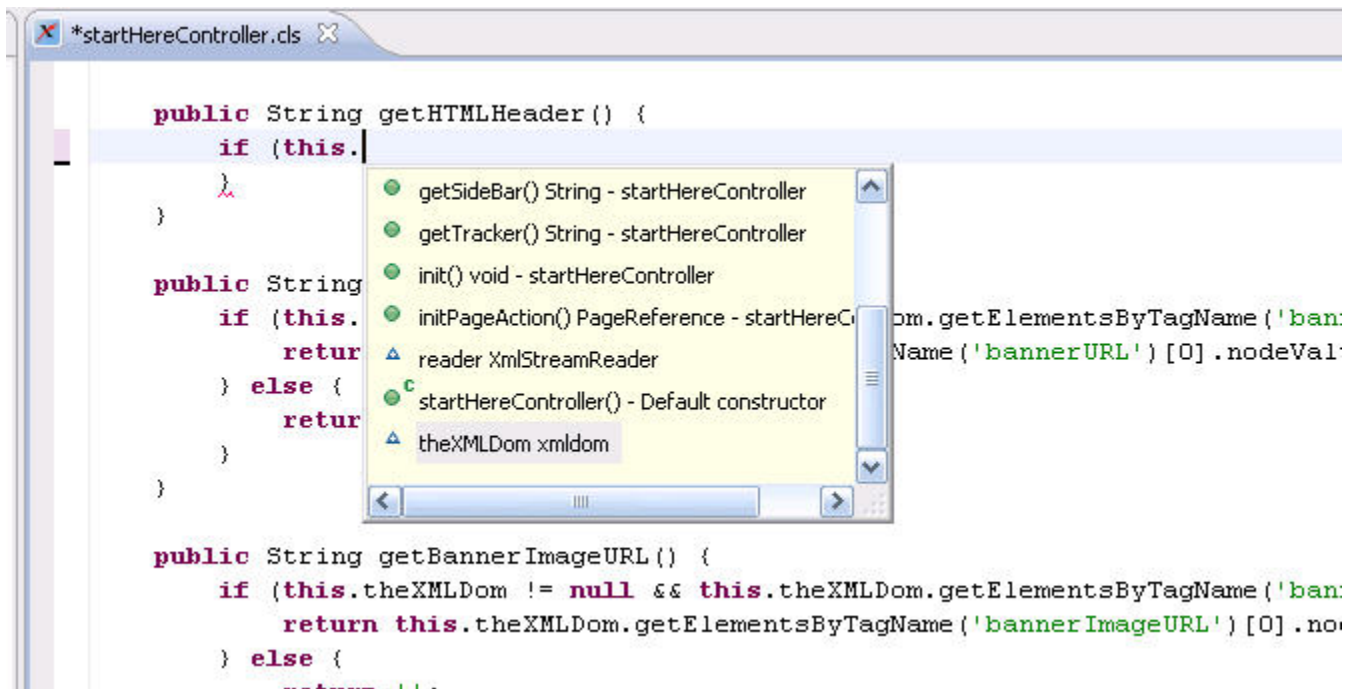 *startHereController.cls
public String getHTMLHeader() {
if (this.
}
}
getSideBar() String - startHereController
getTracker() String - startHereController
init() void - startHereController
initPageAction() PageReference - startHereC
reader XmlStreamReader
C startHereController() - Default constructor
theXMLDom xmldom
public String
if (this. om.getElementsByTagName('ban
retur Name('bannerURL')[0].nodeVal
} else {
retur
}
}
public String getBannerImageURL() {
if (this.theXMLDom != null && this.theXMLDom.getElementsByTagName('ban
return this.theXMLDom.getElementsByTagName('bannerImageURL')[0].no
} else {
return '';